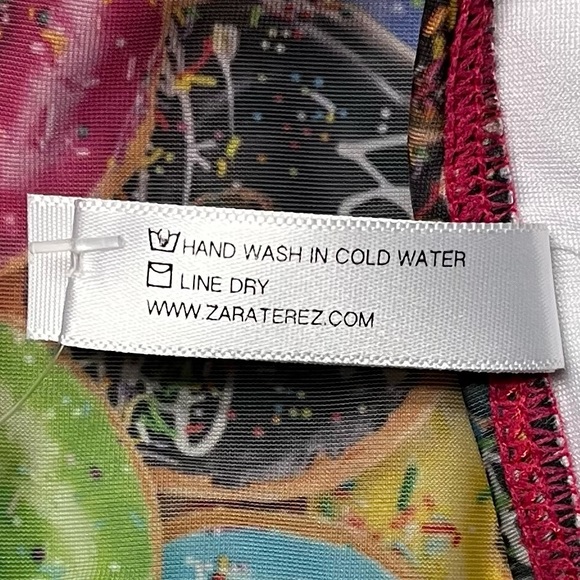 HAND WASH IN COLD WATER
LINE DRY
WWW.ZARATEREZ.COM